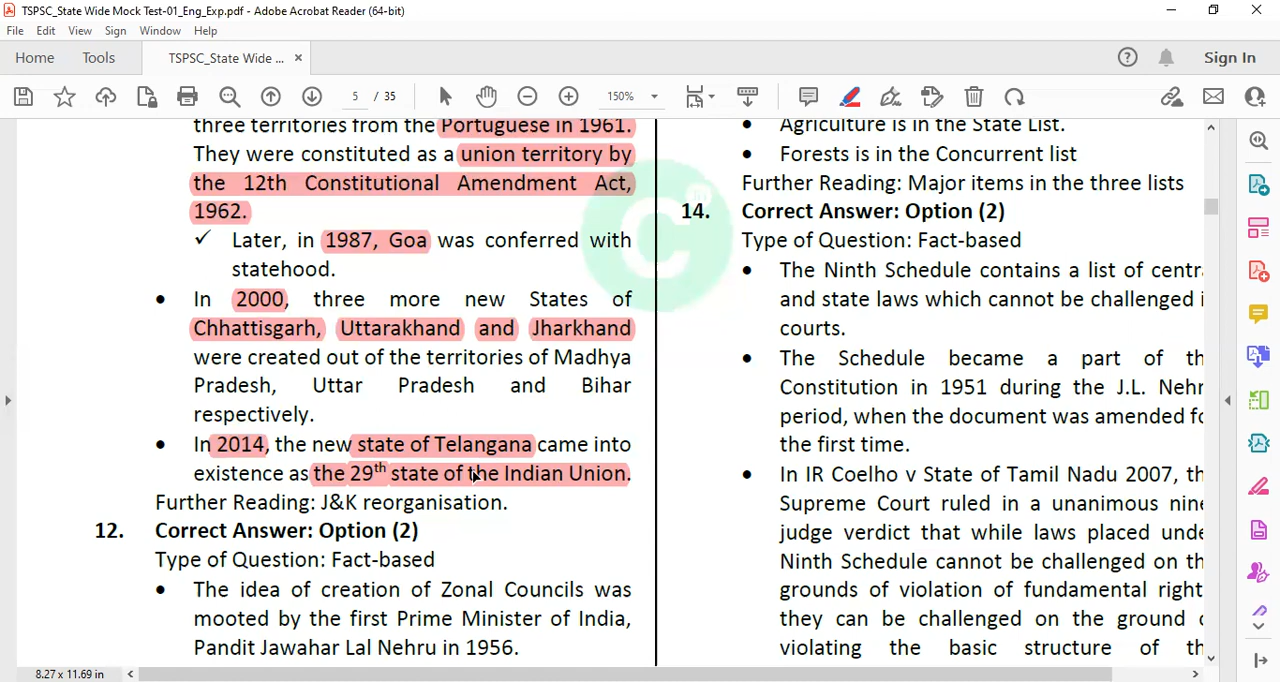 TSPSC_State Wide Mock Test-01_Eng_Exp.pdf - Adobe Acrobat Reader (64-bit)
File Edit View Sign Window Help
Home Tools TSPSC_State Wide ... × Sign In
5 / 35 150%
three territories from the Portuguese in 1961.
They were constituted as a union territory by
the 12th Constitutional Amendment Act,
1962.
✓ Later, in 1987, Goa was conferred with
statehood.
• In 2000, three more new States of
Chhattisgarh, Uttarakhand and Jharkhand
were created out of the territories of Madhya
Pradesh, Uttar Pradesh and Bihar
respectively.
• In 2014, the new state of Telangana came into
existence as the 29th state of the Indian Union.
Further Reading: J&K reorganisation.
12. Correct Answer: Option (2)
Type of Question: Fact-based
• The idea of creation of Zonal Councils was
mooted by the first Prime Minister of India,
Pandit Jawahar Lal Nehru in 1956.
• Agriculture is in the State List.
• Forests is in the Concurrent list
Further Reading: Major items in the three lists
14. Correct Answer: Option (2)
Type of Question: Fact-based
• The Ninth Schedule contains a list of centr
and state laws which cannot be challenged i
courts.
• The Schedule became a part of th
Constitution in 1951 during the J.L. Nehr
period, when the document was amended fo
the first time.
• In IR Coelho v State of Tamil Nadu 2007, th
Supreme Court ruled in a unanimous nine
judge verdict that while laws placed unde
Ninth Schedule cannot be challenged on th
grounds of violation of fundamental right
they can be challenged on the ground o
violating the basic structure of th
8.27 x 11.69 in